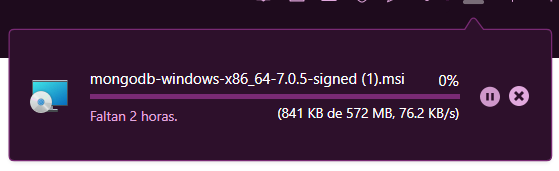 mongodb-windows-x86_64-7.0.5-signed (1).msi
0%
Faltan 2 horas.
(841 KB de 572 MB, 76.2 KB/s)